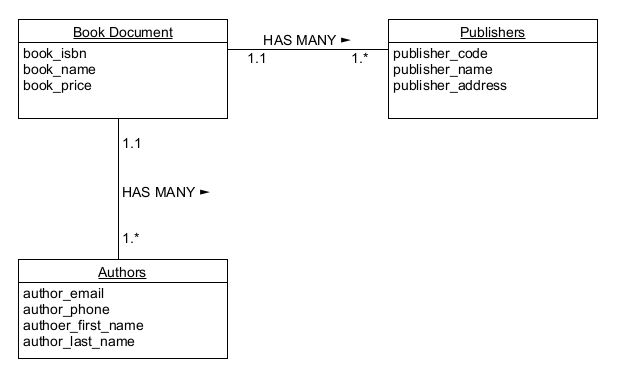 Book Document
book_isbn
book_name
book_price
HAS MANY ►
1.1
1.*
Publishers
publisher_code
publisher_name
publisher_address
1.1
HAS MANY ►
1.*
Authors
author_email
author_phone
authoer_first_name
author_last_name